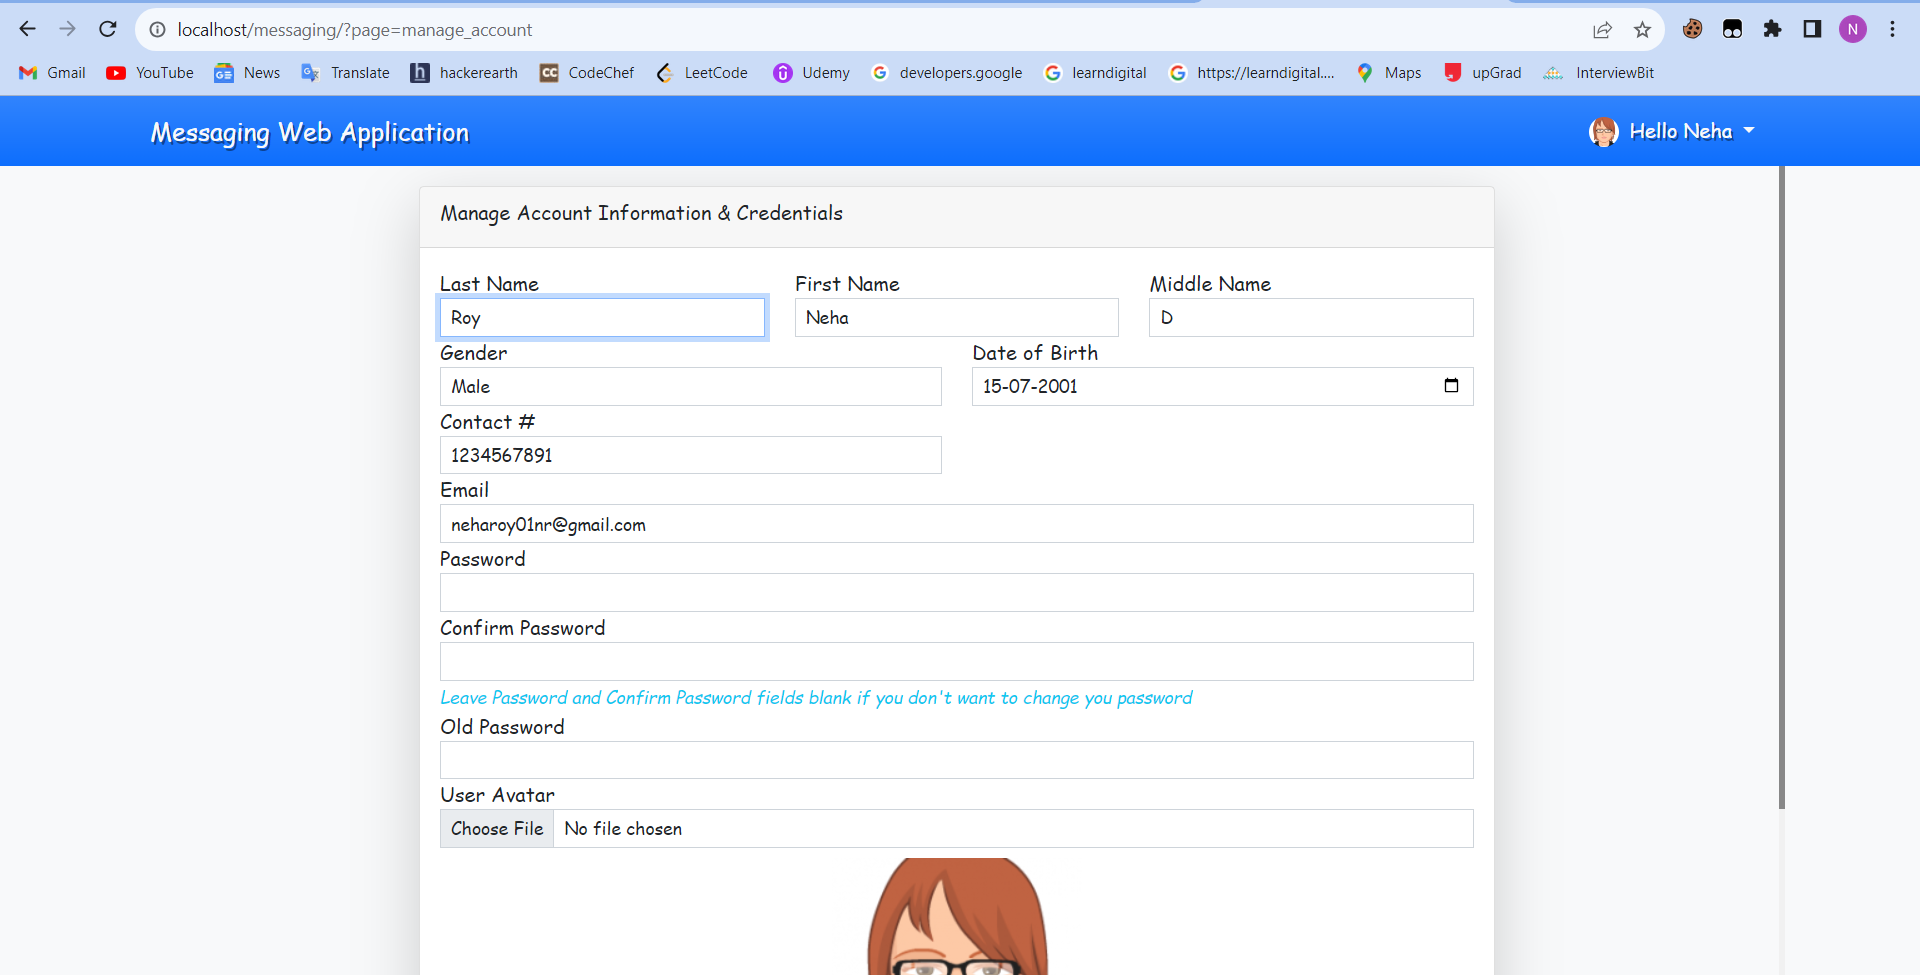 localhost/messaging/?page=manage_account
N
Gmail YouTube News Translate hackerearth CodeChef LeetCode Udemy developers.google learndigital https://learndigital.... Maps upGrad InterviewBit
Messaging Web Application
Hello Neha
Manage Account Information & Credentials
Last Name First Name Middle Name
Roy Neha D
Gender Date of Birth
Male 15-07-2001
Contact #
1234567891
Email
neharoy01nr@gmail.com
Password
Confirm Password
Leave Password and Confirm Password fields blank if you don't want to change you password
Old Password
User Avatar
Choose File No file chosen